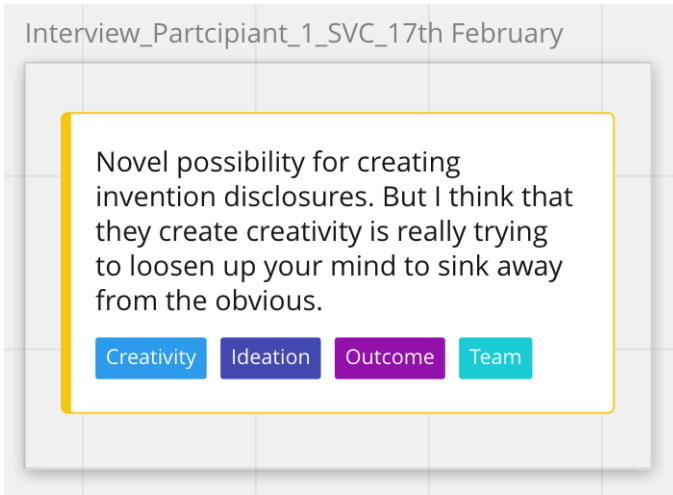 Interview_Partcipiant_1_SVC_17th February
Novel possibility for creating
invention disclosures. But I think that
they create creativity is really trying
to loosen up your mind to sink away
from the obvious.
Creativity Ideation Outcome Team